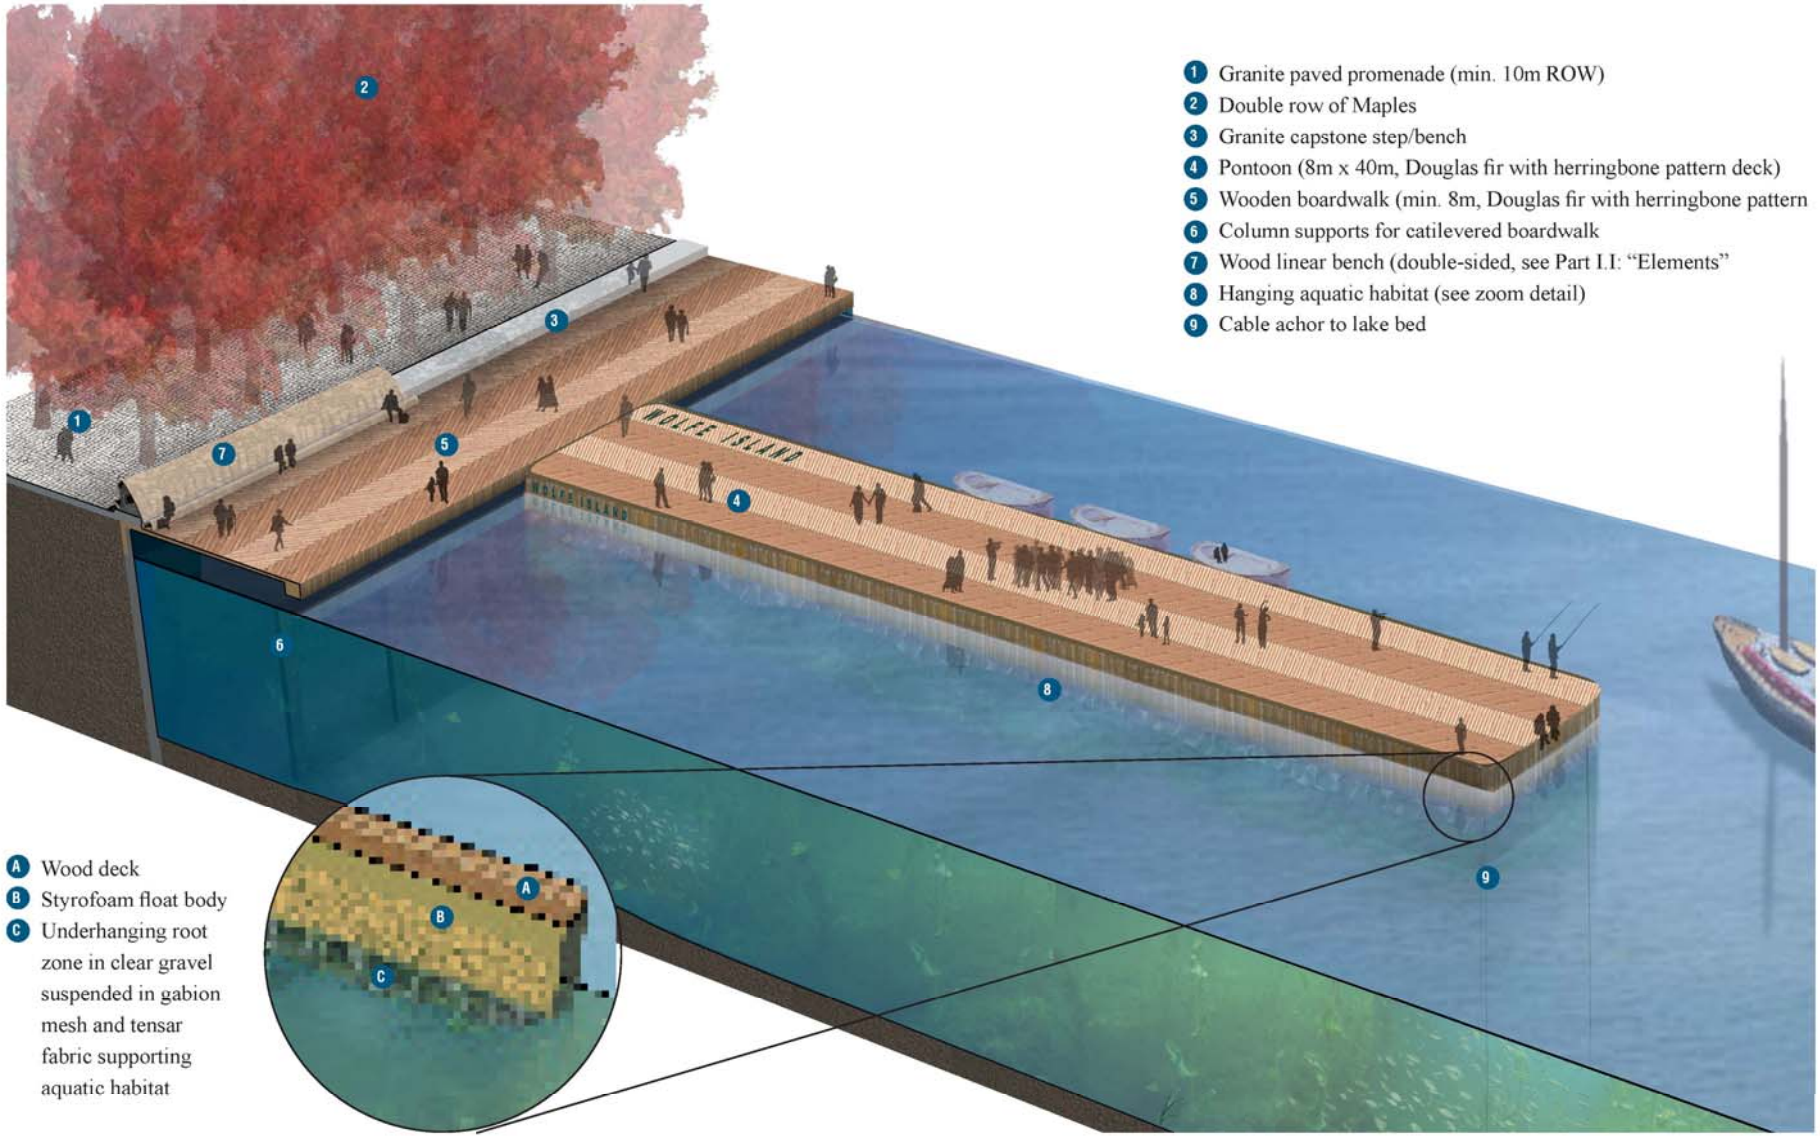 1 Granite paved promenade (min. 10m ROW)
2 Double row of Maples
3 Granite capstone step/bench
4 Pontoon (8m x 40m, Douglas fir with herringbone pattern deck)
5 Wooden boardwalk (min. 8m, Douglas fir with herringbone pattern
6 Column supports for catilevered boardwalk
7 Wood linear bench (double-sided, see Part I.I: “Elements”
8 Hanging aquatic habitat (see zoom detail)
9 Cable achor to lake bed
2
3
1
7
5
WOLFE ISLAND
WOLFE ISLAND
4
6
8
9
A Wood deck
B Styrofoam float body
C Underhanging root
zone in clear gravel
suspended in gabion
mesh and tensar
fabric supporting
aquatic habitat
A
B
C